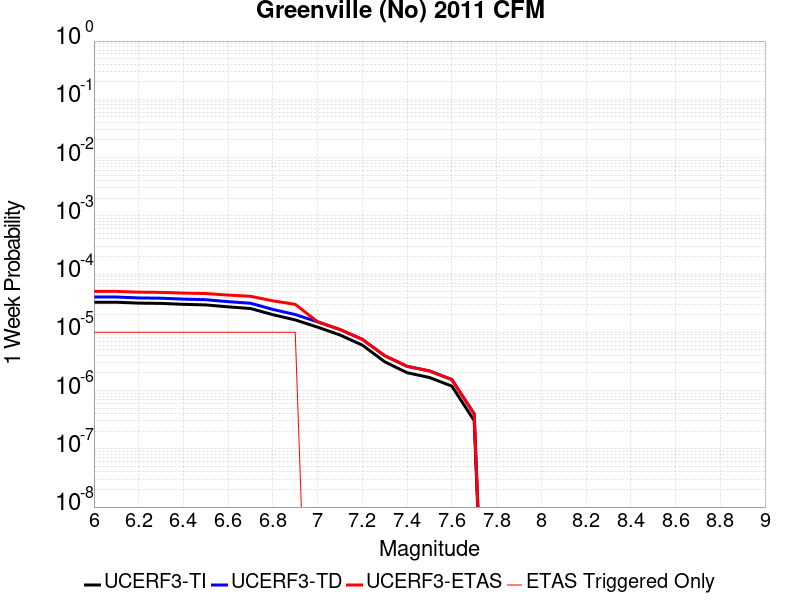 Greenville (No) 2011 CFM
10^0
10^-1
10^-2
10^-3
10^-4
10^-5
10^-6
10^-7
10^-8
1 Week Probability
6 6.2 6.4 6.6 6.8 7 7.2 7.4 7.6 7.8 8 8.2 8.4 8.6 8.8 9
Magnitude
UCERF3-TI UCERF3-TD UCERF3-ETAS ETAS Triggered Only